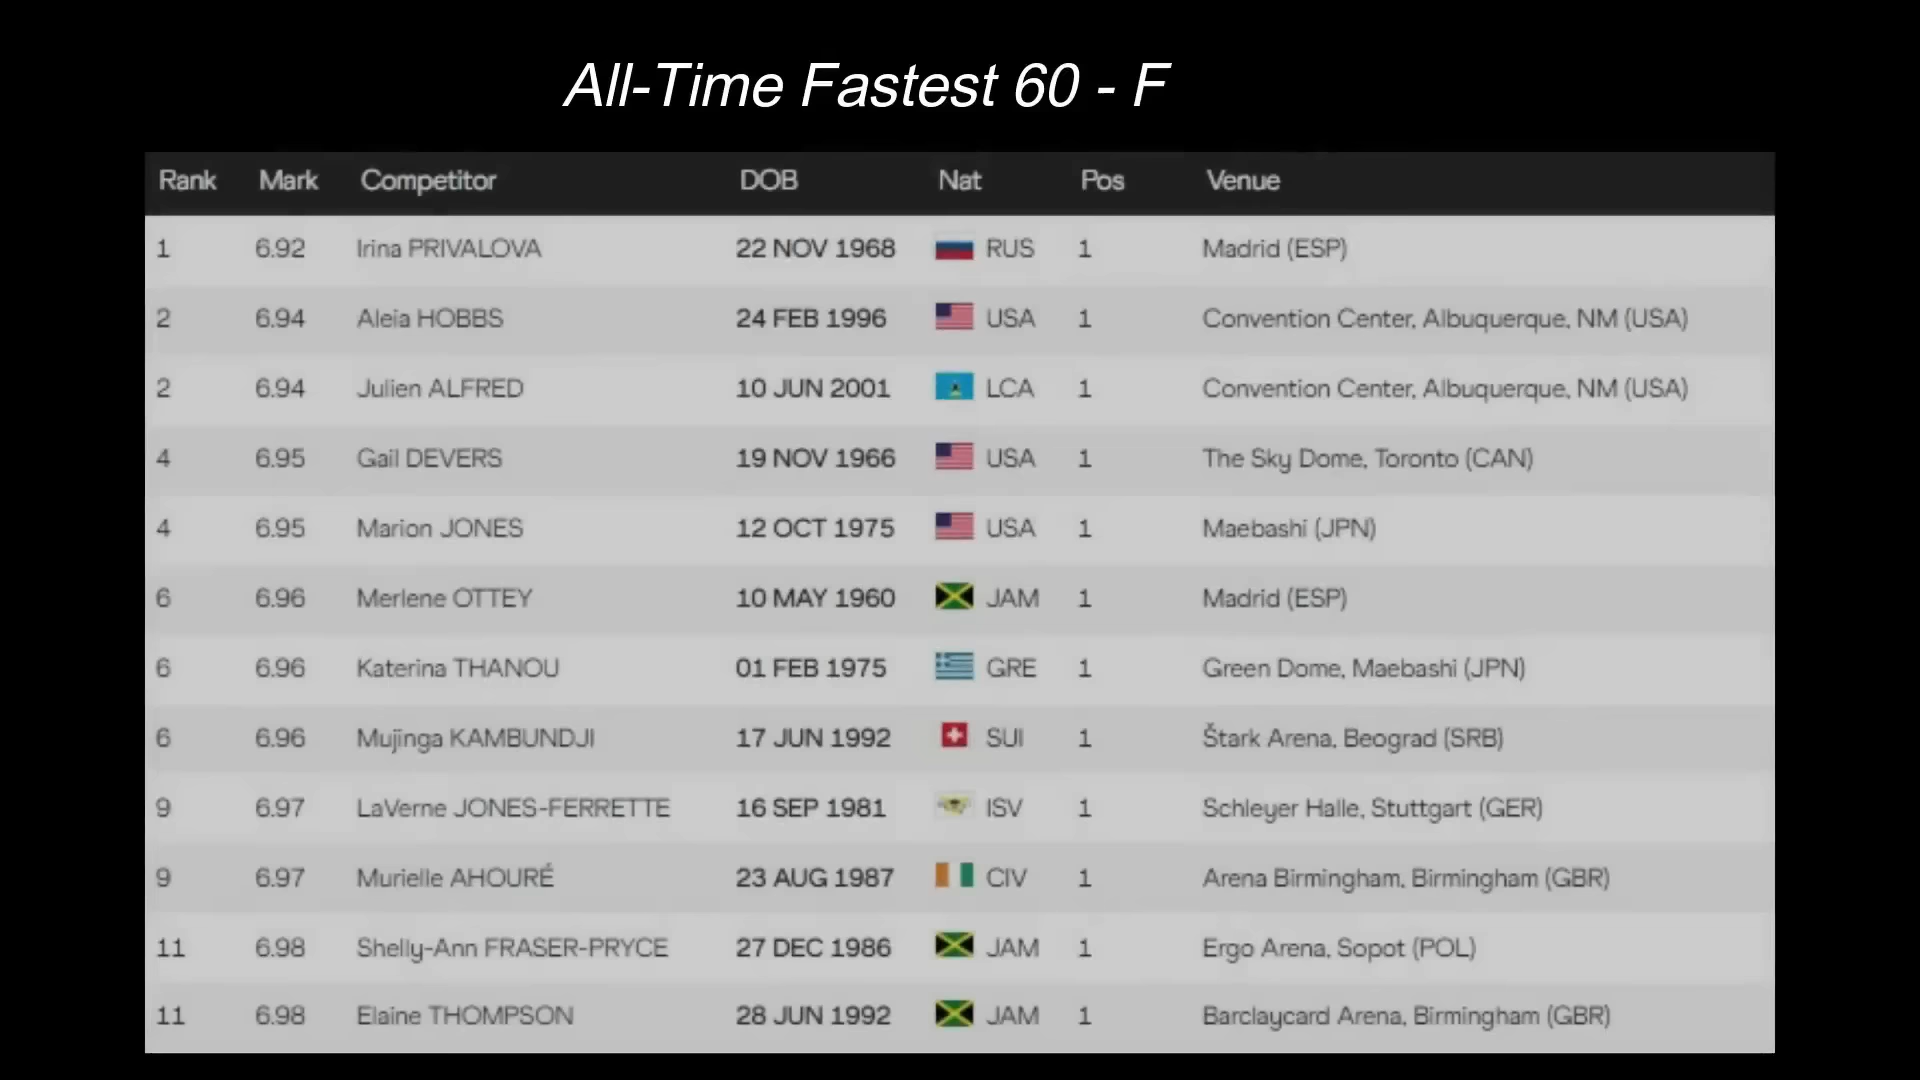 All-Time Fastest 60 - F
Rank Mark Competitor DOB Nat Pos Venue
1 6.92 Irina PRIVALOVA 22 NOV 1968 RUS 1 Madrid (ESP)
2 6.94 Aleia HOBBS 24 FEB 1996 USA 1 Convention Center, Albuquerque, NM (USA)
2 6.94 Julien ALFRED 10 JUN 2001 LCA 1 Convention Center, Albuquerque, NM (USA)
4 6.95 Gail DEVERS 19 NOV 1966 USA 1 The Sky Dome, Toronto (CAN)
4 6.95 Marion JONES 12 OCT 1975 USA 1 Maebashi (JPN)
6 6.96 Merlene OTTEY 10 MAY 1960 JAM 1 Madrid (ESP)
6 6.96 Katerina THANOU 01 FEB 1975 GRE 1 Green Dome, Maebashi (JPN)
6 6.96 Mujinga KAMBUNDJI 17 JUN 1992 SUI 1 Štark Arena, Beograd (SRB)
9 6.97 LaVerne JONES-FERRETTE 16 SEP 1981 ISV 1 Schleyer Halle, Stuttgart (GER)
9 6.97 Murielle AHOURÉ 23 AUG 1987 CIV 1 Arena Birmingham, Birmingham (GBR)
11 6.98 Shelly-Ann FRASER-PRYCE 27 DEC 1986 JAM 1 Ergo Arena, Sopot (POL)
11 6.98 Elaine THOMPSON 28 JUN 1992 JAM 1 Barclaycard Arena, Birmingham (GBR)